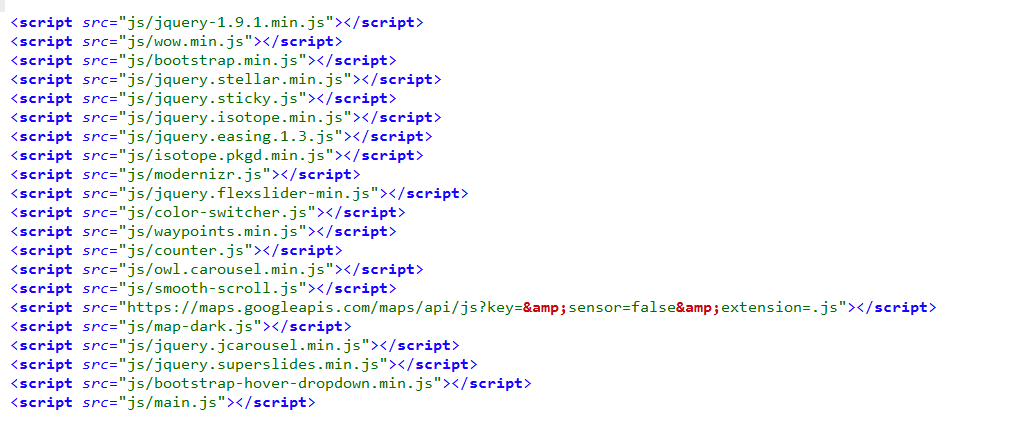 <script src="js/jquery-1.9.1.min.js"></script>
<script src="js/wow.min.js"></script>
<script src="js/bootstrap.min.js"></script>
<script src="js/jquery.stellar.min.js"></script>
<script src="js/jquery.sticky.js"></script>
<script src="js/jquery.isotope.min.js"></script>
<script src="js/jquery.easing.1.3.js"></script>
<script src="js/isotope.pkgd.min.js"></script>
<script src="js/modernizr.js"></script>
<script src="js/jquery.flexslider-min.js"></script>
<script src="js/color-switcher.js"></script>
<script src="js/waypoints.min.js"></script>
<script src="js/counter.js"></script>
<script src="js/owl.carousel.min.js"></script>
<script src="js/smooth-scroll.js"></script>
<script src="https://maps.googleapis.com/maps/api/js?key=&amp;sensor=false&amp;extension=.js"></script>
<script src="js/map-dark.js"></script>
<script src="js/jquery.jcarousel.min.js"></script>
<script src="js/jquery.superslides.min.js"></script>
<script src="js/bootstrap-hover-dropdown.min.js"></script>
<script src="js/main.js"></script>